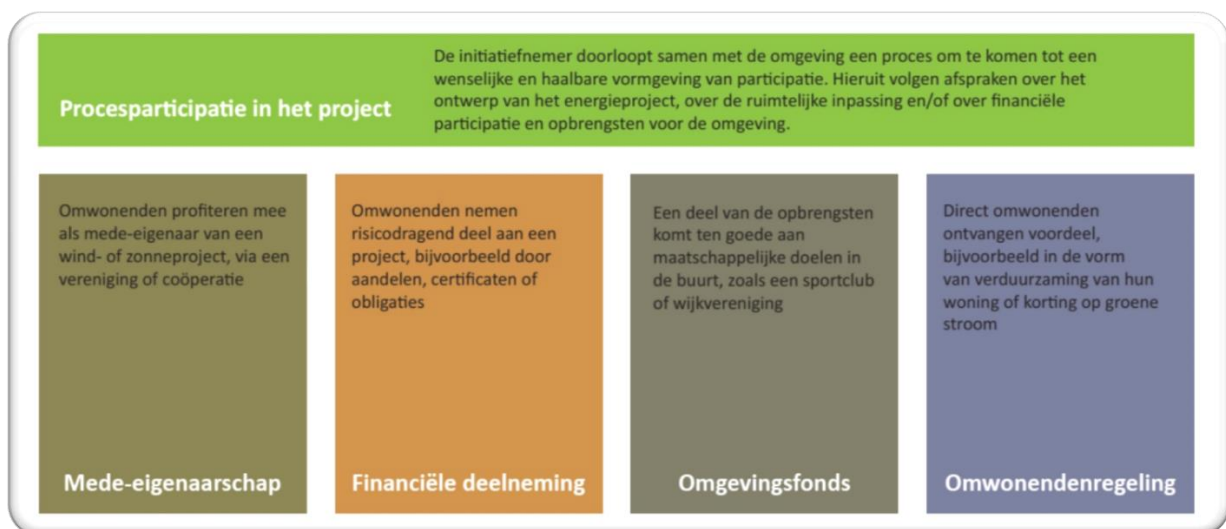 Procesparticipatie in het project
De initiatiefnemer doorloopt samen met de omgeving een proces om te komen tot een
wenselijke en haalbare vormgeving van participatie. Hieruit volgen afspraken over het
ontwerp van het energieproject, over de ruimtelijke inpassing en/of over financiële
participatie en opbrengsten voor de omgeving.
Omwonenden profiteren mee
als mede-eigenaar van een
wind- of zonneproject, via een
vereniging of coöperatie
Mede-eigenaarschap
Omwonenden nemen
risicodragend deel aan een
project, bijvoorbeeld door
aandelen, certificaten of
obligaties
Financiële deelneming
Een deel van de opbrengsten
komt ten goede aan
maatschappelijke doelen in
de buurt, zoals een sportclub
of wijkvereniging
Omgevingsfonds
Direct omwonenden
ontvangen voordeel,
bijvoorbeeld in de vorm
van verduurzaming van hun
woning of korting op groene
stroom
Omwonendenregeling